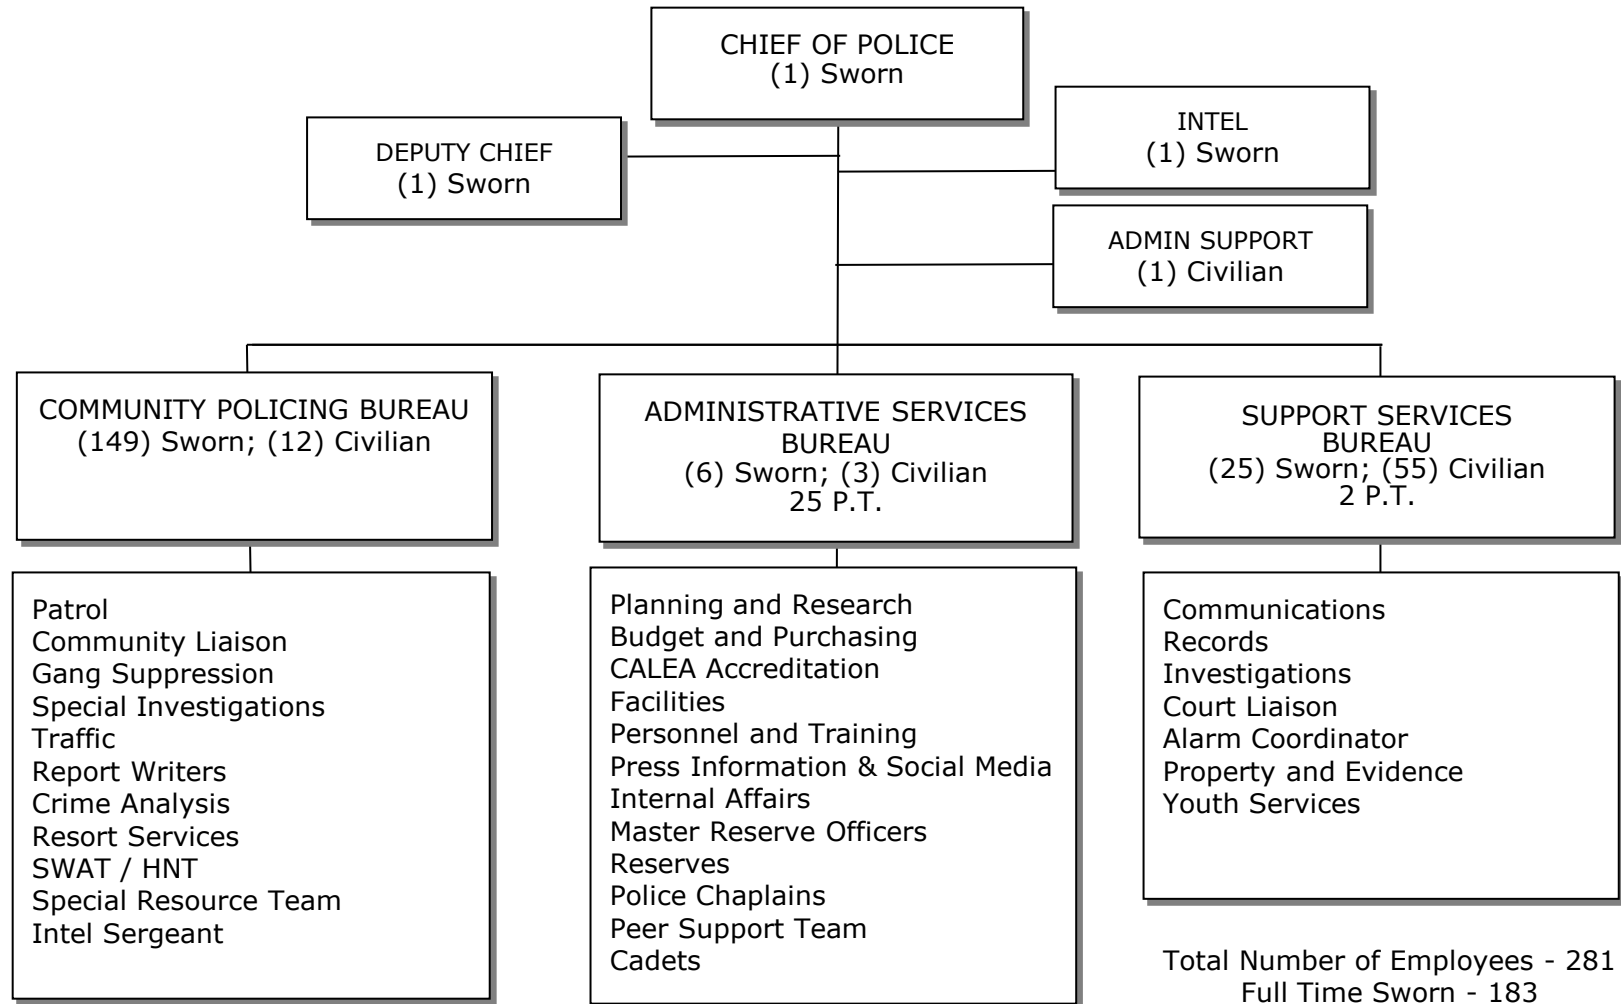 CHIEF OF POLICE
(1) Sworn
INTEL
(1) Sworn
DEPUTY CHIEF
(1) Sworn
ADMIN SUPPORT
(1) Civilian
COMMUNITY POLICING BUREAU
(149) Sworn; (12) Civilian
ADMINISTRATIVE SERVICES
BUREAU
(6) Sworn; (3) Civilian
25 P.T.
SUPPORT SERVICES
BUREAU
(25) Sworn; (55) Civilian
2 P.T.
Patrol
Community Liaison
Gang Suppression
Special Investigations
Traffic
Report Writers
Crime Analysis
Resort Services
SWAT / HNT
Special Resource Team
Intel Sergeant
Planning and Research
Budget and Purchasing
CALEA Accreditation
Facilities
Personnel and Training
Press Information & Social Media
Internal Affairs
Master Reserve Officers
Reserves
Police Chaplains
Peer Support Team
Cadets
Communications
Records
Investigations
Court Liaison
Alarm Coordinator
Property and Evidence
Youth Services
Total Number of Employees - 281
Full Time Sworn - 183